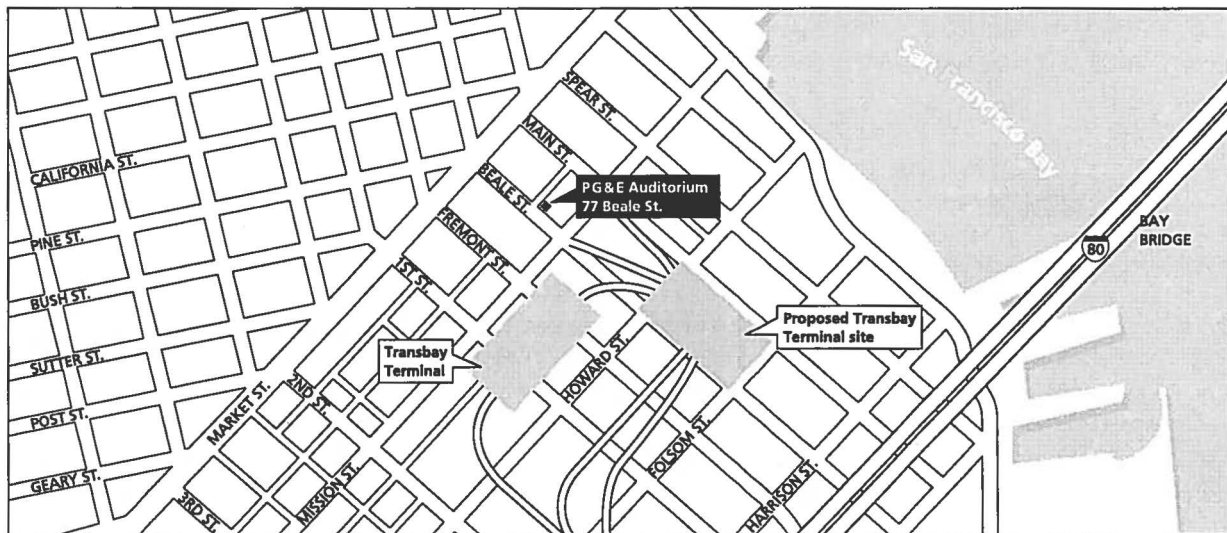 San Francisco Bay
SPEAR ST.
MAIN ST.
BEALE ST.
FREMONT ST.
1ST ST.
2ND ST.
3RD ST.
CALIFORNIA ST.
PINE ST.
BUSH ST.
SUTTER ST.
POST ST.
GEARY ST.
MARKET ST.
MISSION ST.
HOWARD ST.
FOLSOM ST.
HARRISON ST.
PG&E Auditorium
77 Beale St.
80
BAY
BRIDGE
Proposed Transbay
Terminal site
Transbay
Terminal